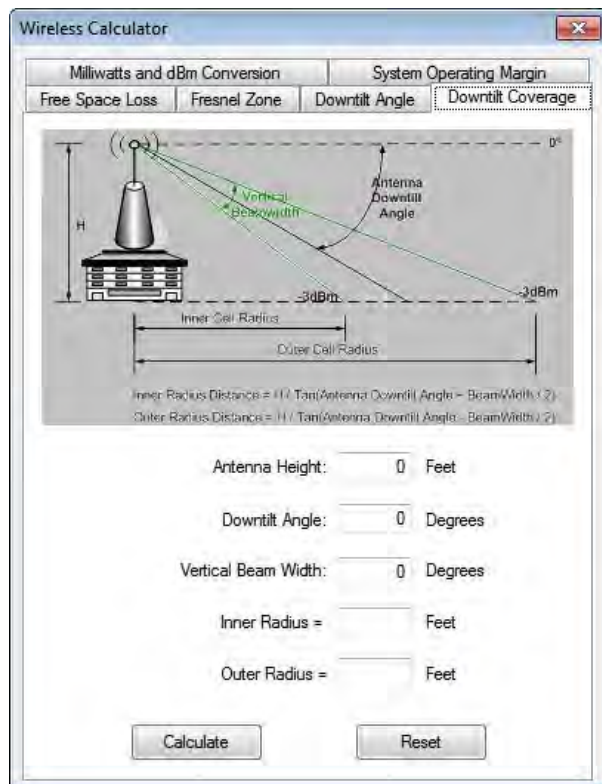 Wireless Calculator
Milliwatts and dBm Conversion
System Operating Margin
Free Space Loss
Fresnel Zone
Downtilt Angle
Downtilt Coverage
0°
H
Vertical
Beamwidth
Antenna
Downtilt
Angle
-3dBm
-3dBm
Inner Cell Radius
Outer Cell Radius
Inner Radius Distance = H / Tan(Antenna Downtilt Angle + BeamWidth / 2)
Outer Radius Distance = H / Tan(Antenna Downtilt Angle - BeamWidth / 2)
Antenna Height: 0 Feet
Downtilt Angle: 0 Degrees
Vertical Beam Width: 0 Degrees
Inner Radius = Feet
Outer Radius = Feet
Calculate
Reset